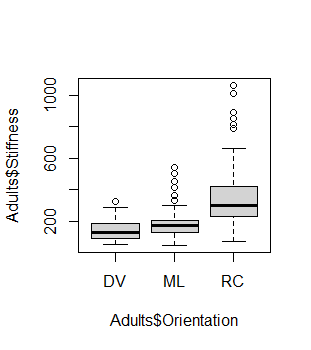 Adults$Stiffness
1000
600
200
DV ML RC
Adults$Orientation